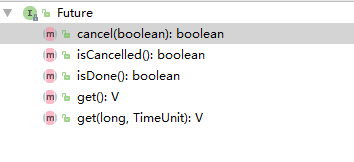 Future
cancel(boolean): boolean
isCancelled(): boolean
isDone(): boolean
get(): V
get(long, TimeUnit): V